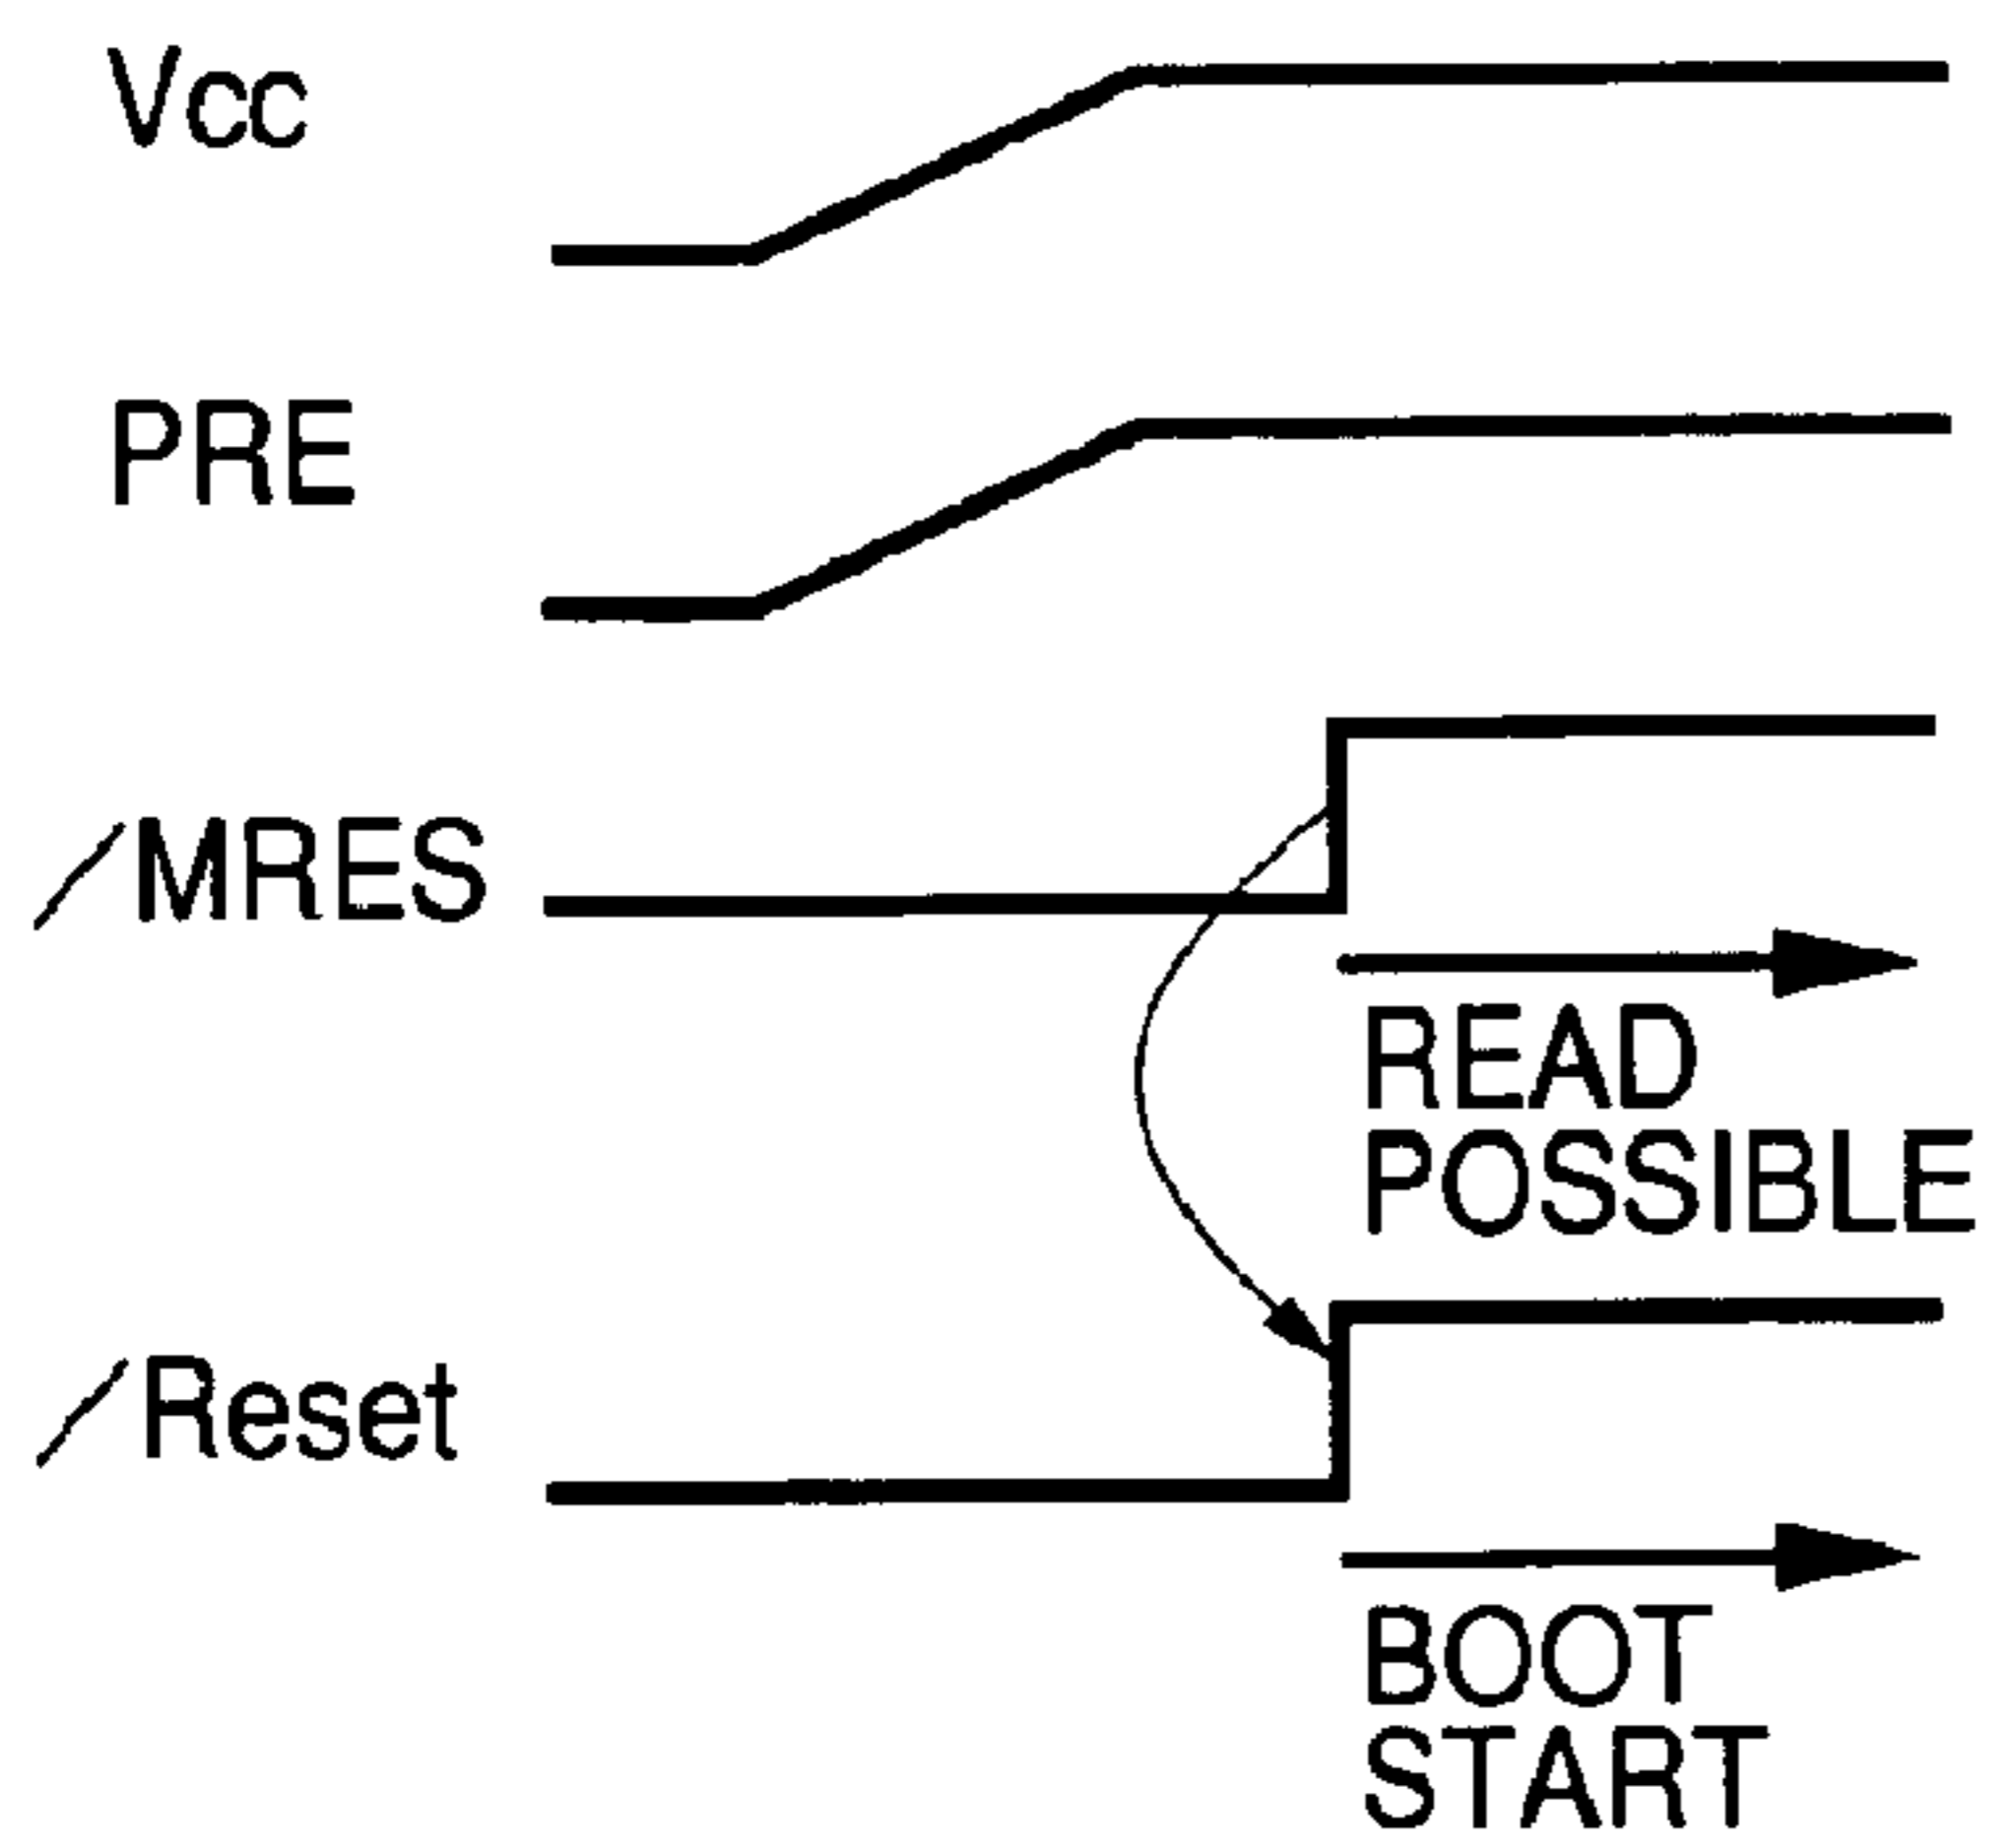 Vcc
PRE
/MRES
READ
POSSIBLE
/Reset
BOOT
START